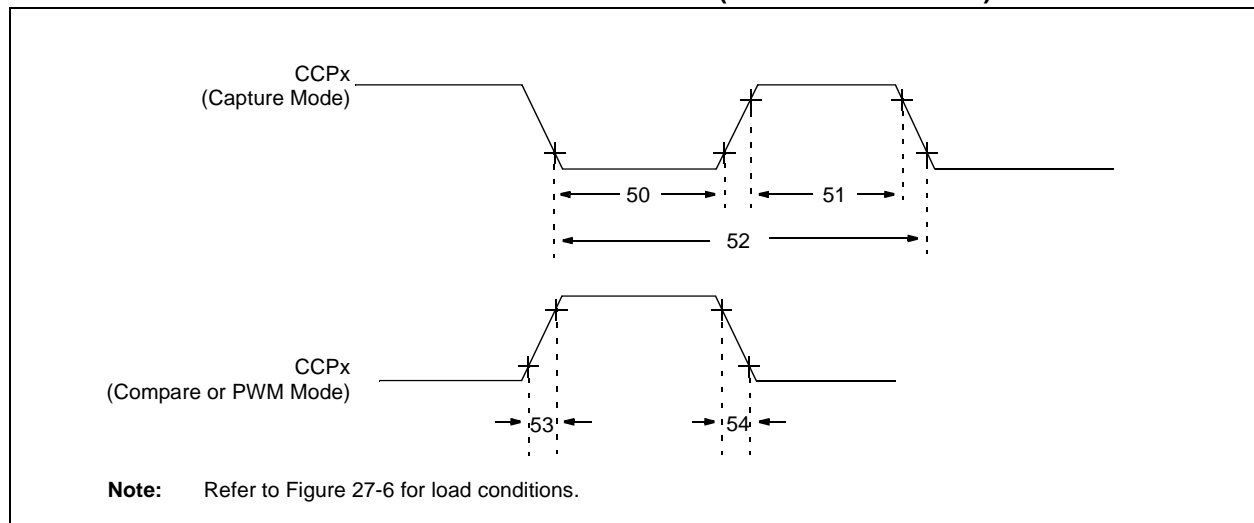 CCPx
(Capture Mode)
50
51
52
CCPx
(Compare or PWM Mode)
53
54
Note: Refer to Figure 27-6 for load conditions.